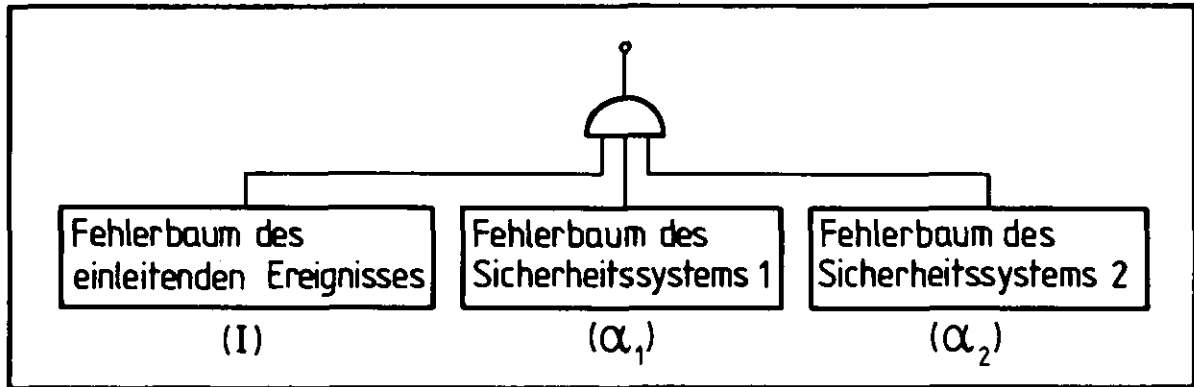 Fehlerbaum des
einleitenden Ereignisses
(I)
Fehlerbaum des
Sicherheitssystems 1
(α₁)
Fehlerbaum des
Sicherheitssystems 2
(α₂)